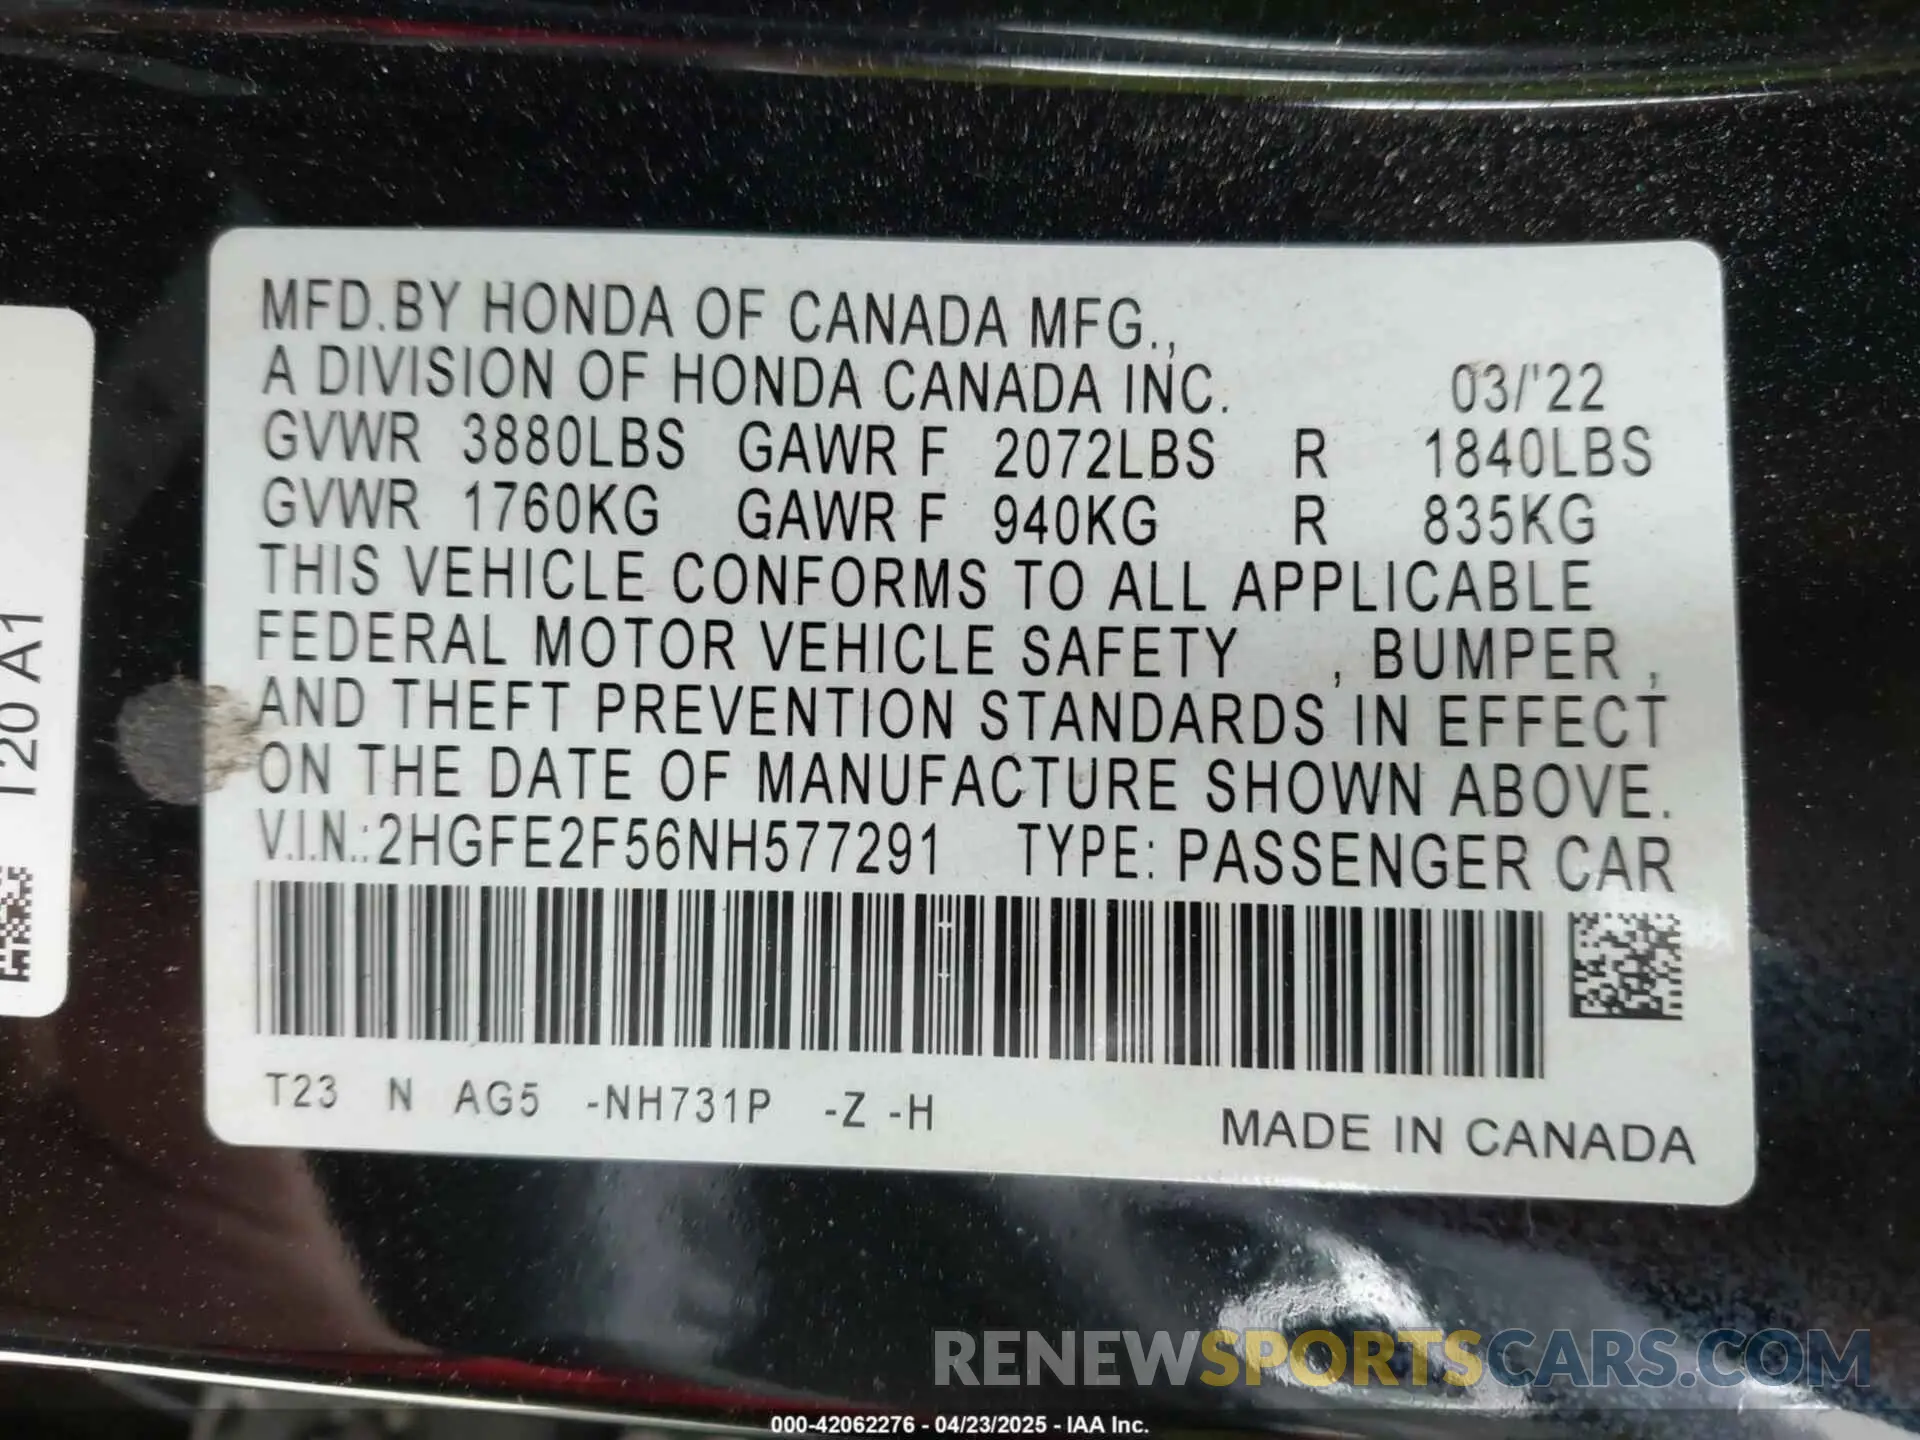 MFD.BY HONDA OF CANADA MFG.,
A DIVISION OF HONDA CANADA INC. 03/'22
GVWR 3880LBS GAWR F 2072LBS R 1840LBS
GVWR 1760KG GAWR F 940KG R 835KG
THIS VEHICLE CONFORMS TO ALL APPLICABLE
FEDERAL MOTOR VEHICLE SAFETY , BUMPER ,
AND THEFT PREVENTION STANDARDS IN EFFECT
ON THE DATE OF MANUFACTURE SHOWN ABOVE.
V.I.N.:2HGFE2F56NH577291 TYPE: PASSENGER CAR
T23 N AG5 -NH731P -Z -H
MADE IN CANADA
120 A1
RENEWSPORTSCARS.COM
000-42062276 - 04/23/2025 - IAA Inc.